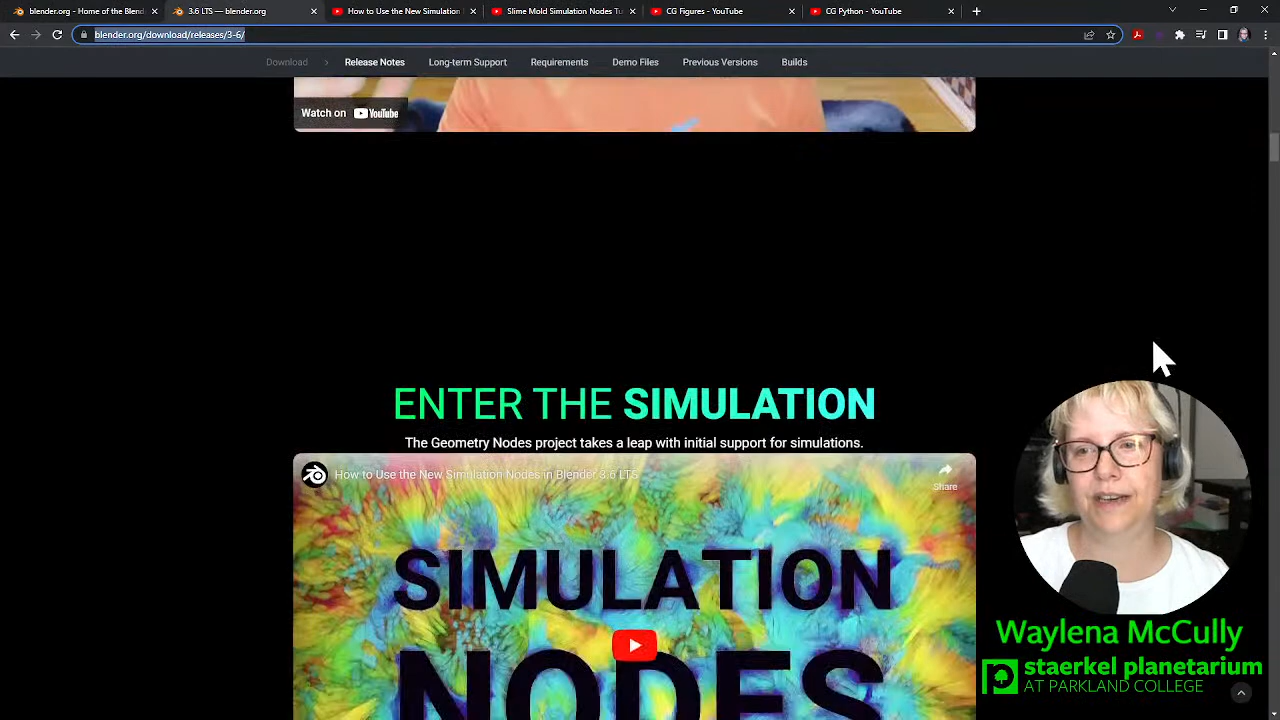 blender.org - Home of the Blend
3.6 LTS — blender.org
How to Use the New Simulation
Slime Mold Simulation Nodes Tu
CG Figures - YouTube
CG Python - YouTube
blender.org/download/releases/3-6/
Download
Release Notes
Long-term Support
Requirements
Demo Files
Previous Versions
Builds
Watch on YouTube
ENTER THE SIMULATION
The Geometry Nodes project takes a leap with initial support for simulations.
How to Use the New Simulation Nodes in Blender 3.6 LTS
Share
SIMULATION
NODES
Waylena McCully
staerkel planetarium
AT PARKLAND COLLEGE